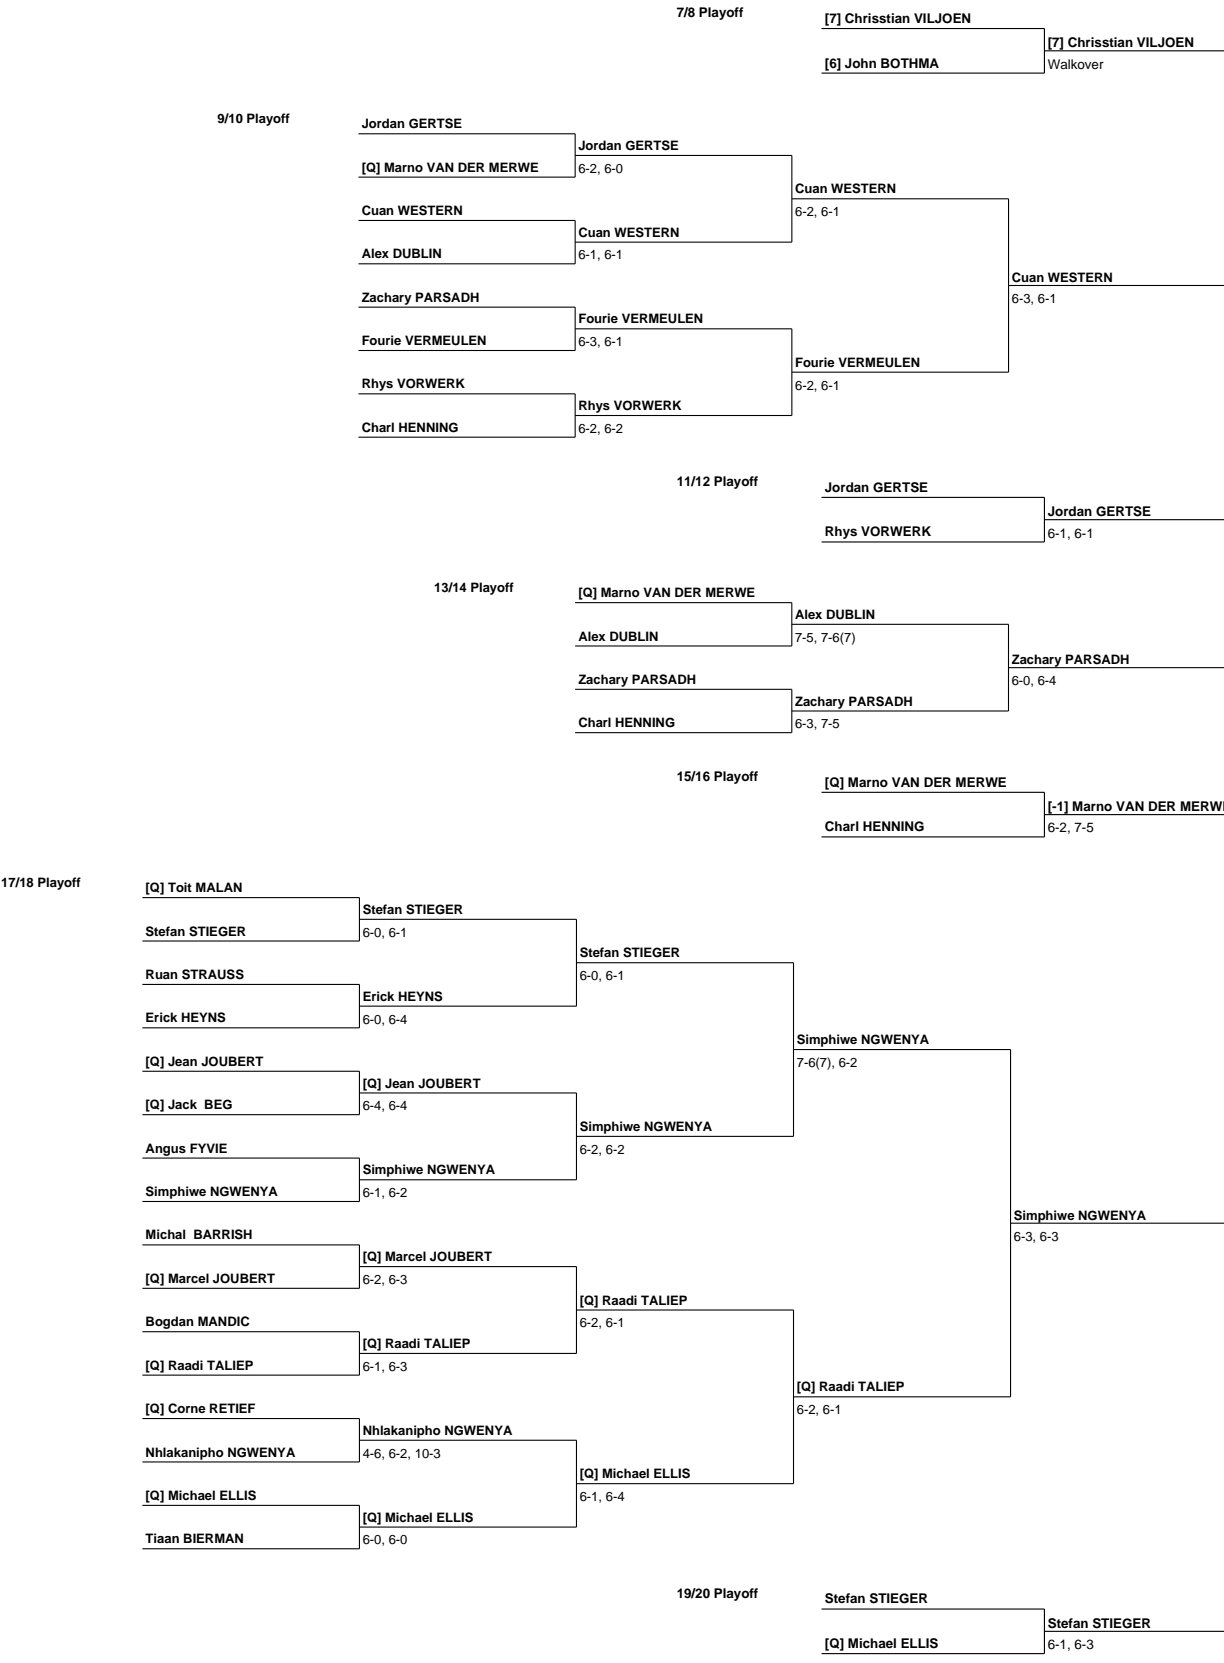 7/8 Playoff
[7] Chrisstian VILJOEN
[7] Chrisstian VILJOEN
[6] John BOTHMA
Walkover
9/10 Playoff
Jordan GERTSE
Jordan GERTSE
[Q] Marno VAN DER MERWE
6-2, 6-0
Cuan WESTERN
Cuan WESTERN
6-2, 6-1
Cuan WESTERN
Alex DUBLIN
6-1, 6-1
Cuan WESTERN
Zachary PARSADH
6-3, 6-1
Fourie VERMEULEN
Fourie VERMEULEN
6-3, 6-1
Fourie VERMEULEN
Rhys VORWERK
6-2, 6-1
Rhys VORWERK
Charl HENNING
6-2, 6-2
11/12 Playoff
Jordan GERTSE
Jordan GERTSE
Rhys VORWERK
6-1, 6-1
13/14 Playoff
[Q] Marno VAN DER MERWE
Alex DUBLIN
Alex DUBLIN
7-5, 7-6(7)
Zachary PARSADH
Zachary PARSADH
6-0, 6-4
Zachary PARSADH
Charl HENNING
6-3, 7-5
15/16 Playoff
[Q] Marno VAN DER MERWE
[-1] Marno VAN DER MERW
Charl HENNING
6-2, 7-5
17/18 Playoff
[Q] Toit MALAN
Stefan STIEGER
Stefan STIEGER
6-0, 6-1
Stefan STIEGER
Ruan STRAUSS
6-0, 6-1
Erick HEYNS
Erick HEYNS
6-0, 6-4
Simphiwe NGWENYA
[Q] Jean JOUBERT
7-6(7), 6-2
[Q] Jean JOUBERT
[Q] Jack  BEG
6-4, 6-4
Simphiwe NGWENYA
Angus FYVIE
6-2, 6-2
Simphiwe NGWENYA
Simphiwe NGWENYA
6-1, 6-2
Simphiwe NGWENYA
Michal  BARRISH
6-3, 6-3
[Q] Marcel JOUBERT
[Q] Marcel JOUBERT
6-2, 6-3
[Q] Raadi TALIEP
Bogdan MANDIC
6-2, 6-1
[Q] Raadi TALIEP
[Q] Raadi TALIEP
6-1, 6-3
[Q] Raadi TALIEP
[Q] Corne RETIEF
6-2, 6-1
Nhlakanipho NGWENYA
Nhlakanipho NGWENYA
4-6, 6-2, 10-3
[Q] Michael ELLIS
[Q] Michael ELLIS
6-1, 6-4
[Q] Michael ELLIS
Tiaan BIERMAN
6-0, 6-0
19/20 Playoff
Stefan STIEGER
Stefan STIEGER
[Q] Michael ELLIS
6-1, 6-3